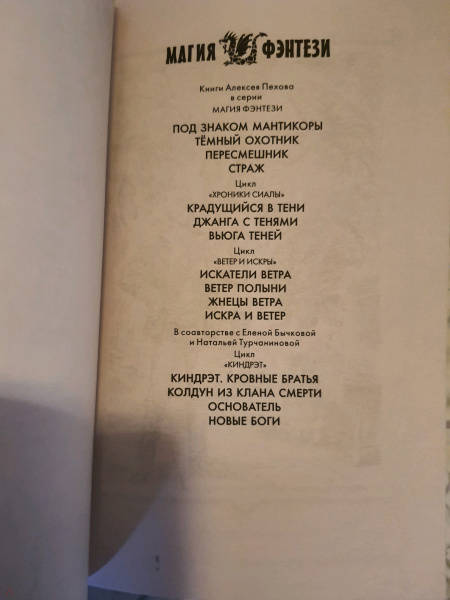 МАГИЯ ФЭНТЕЗИ
Книги Алексея Пехова
в серии
МАГИЯ ФЭНТЕЗИ
ПОД ЗНАКОМ МАНТИКОРЫ
ТЁМНЫЙ ОХОТНИК
ПЕРЕСМЕШНИК
СТРАЖ
Цикл
«ХРОНИКИ СИАЛЫ»
КРАДУЩИЙСЯ В ТЕНИ
ДЖАНГА С ТЕНЯМИ
ВЬЮГА ТЕНЕЙ
Цикл
«ВЕТЕР И ИСКРЫ»
ИСКАТЕЛИ ВЕТРА
ВЕТЕР ПОЛЫНИ
ЖНЕЦЫ ВЕТРА
ИСКРА И ВЕТЕР
В соавторстве с Еленой Бычковой
и Натальей Турчаниновой
Цикл
«КИНДРЭТ»
КИНДРЭТ. КРОВНЫЕ БРАТЬЯ
КОЛДУН ИЗ КЛАНА СМЕРТИ
ОСНОВАТЕЛЬ
НОВЫЕ БОГИ